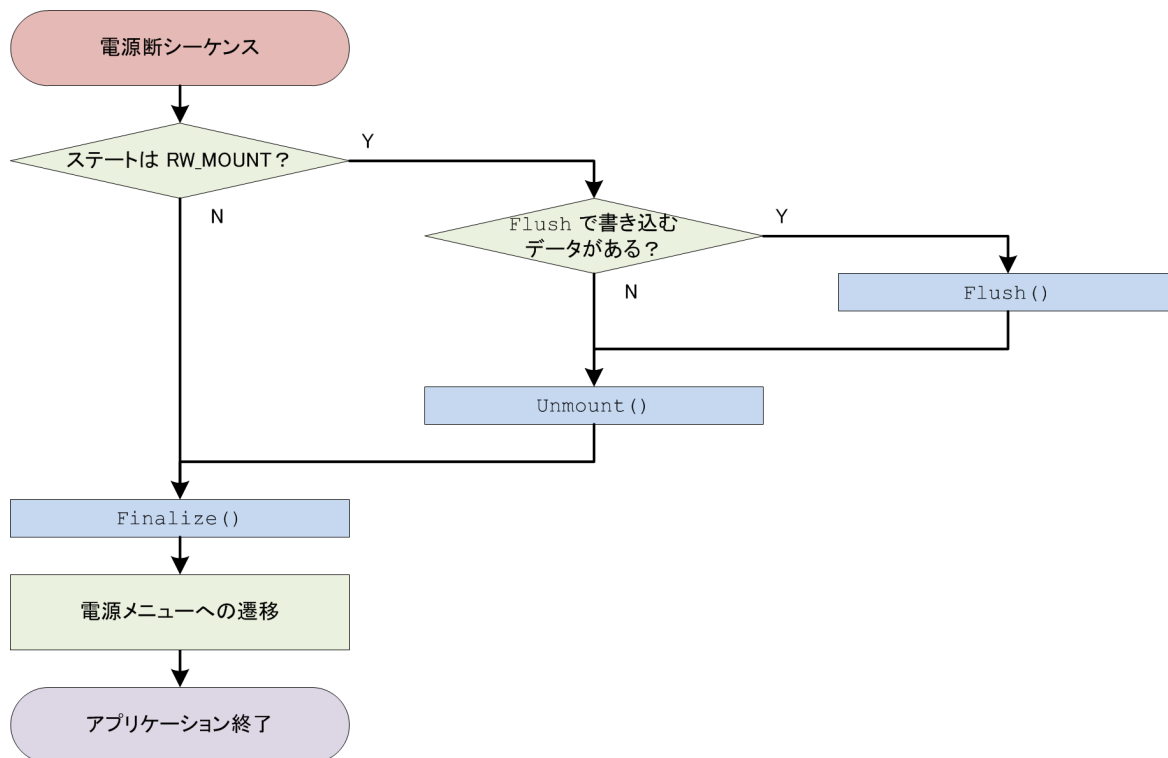 電源断シーケンス
ステートは RW_MOUNT？
Y
N
Flush で書き込む
データがある？
Y
N
Flush()
Unmount()
Finalize()
電源メニューへの遷移
アプリケーション終了